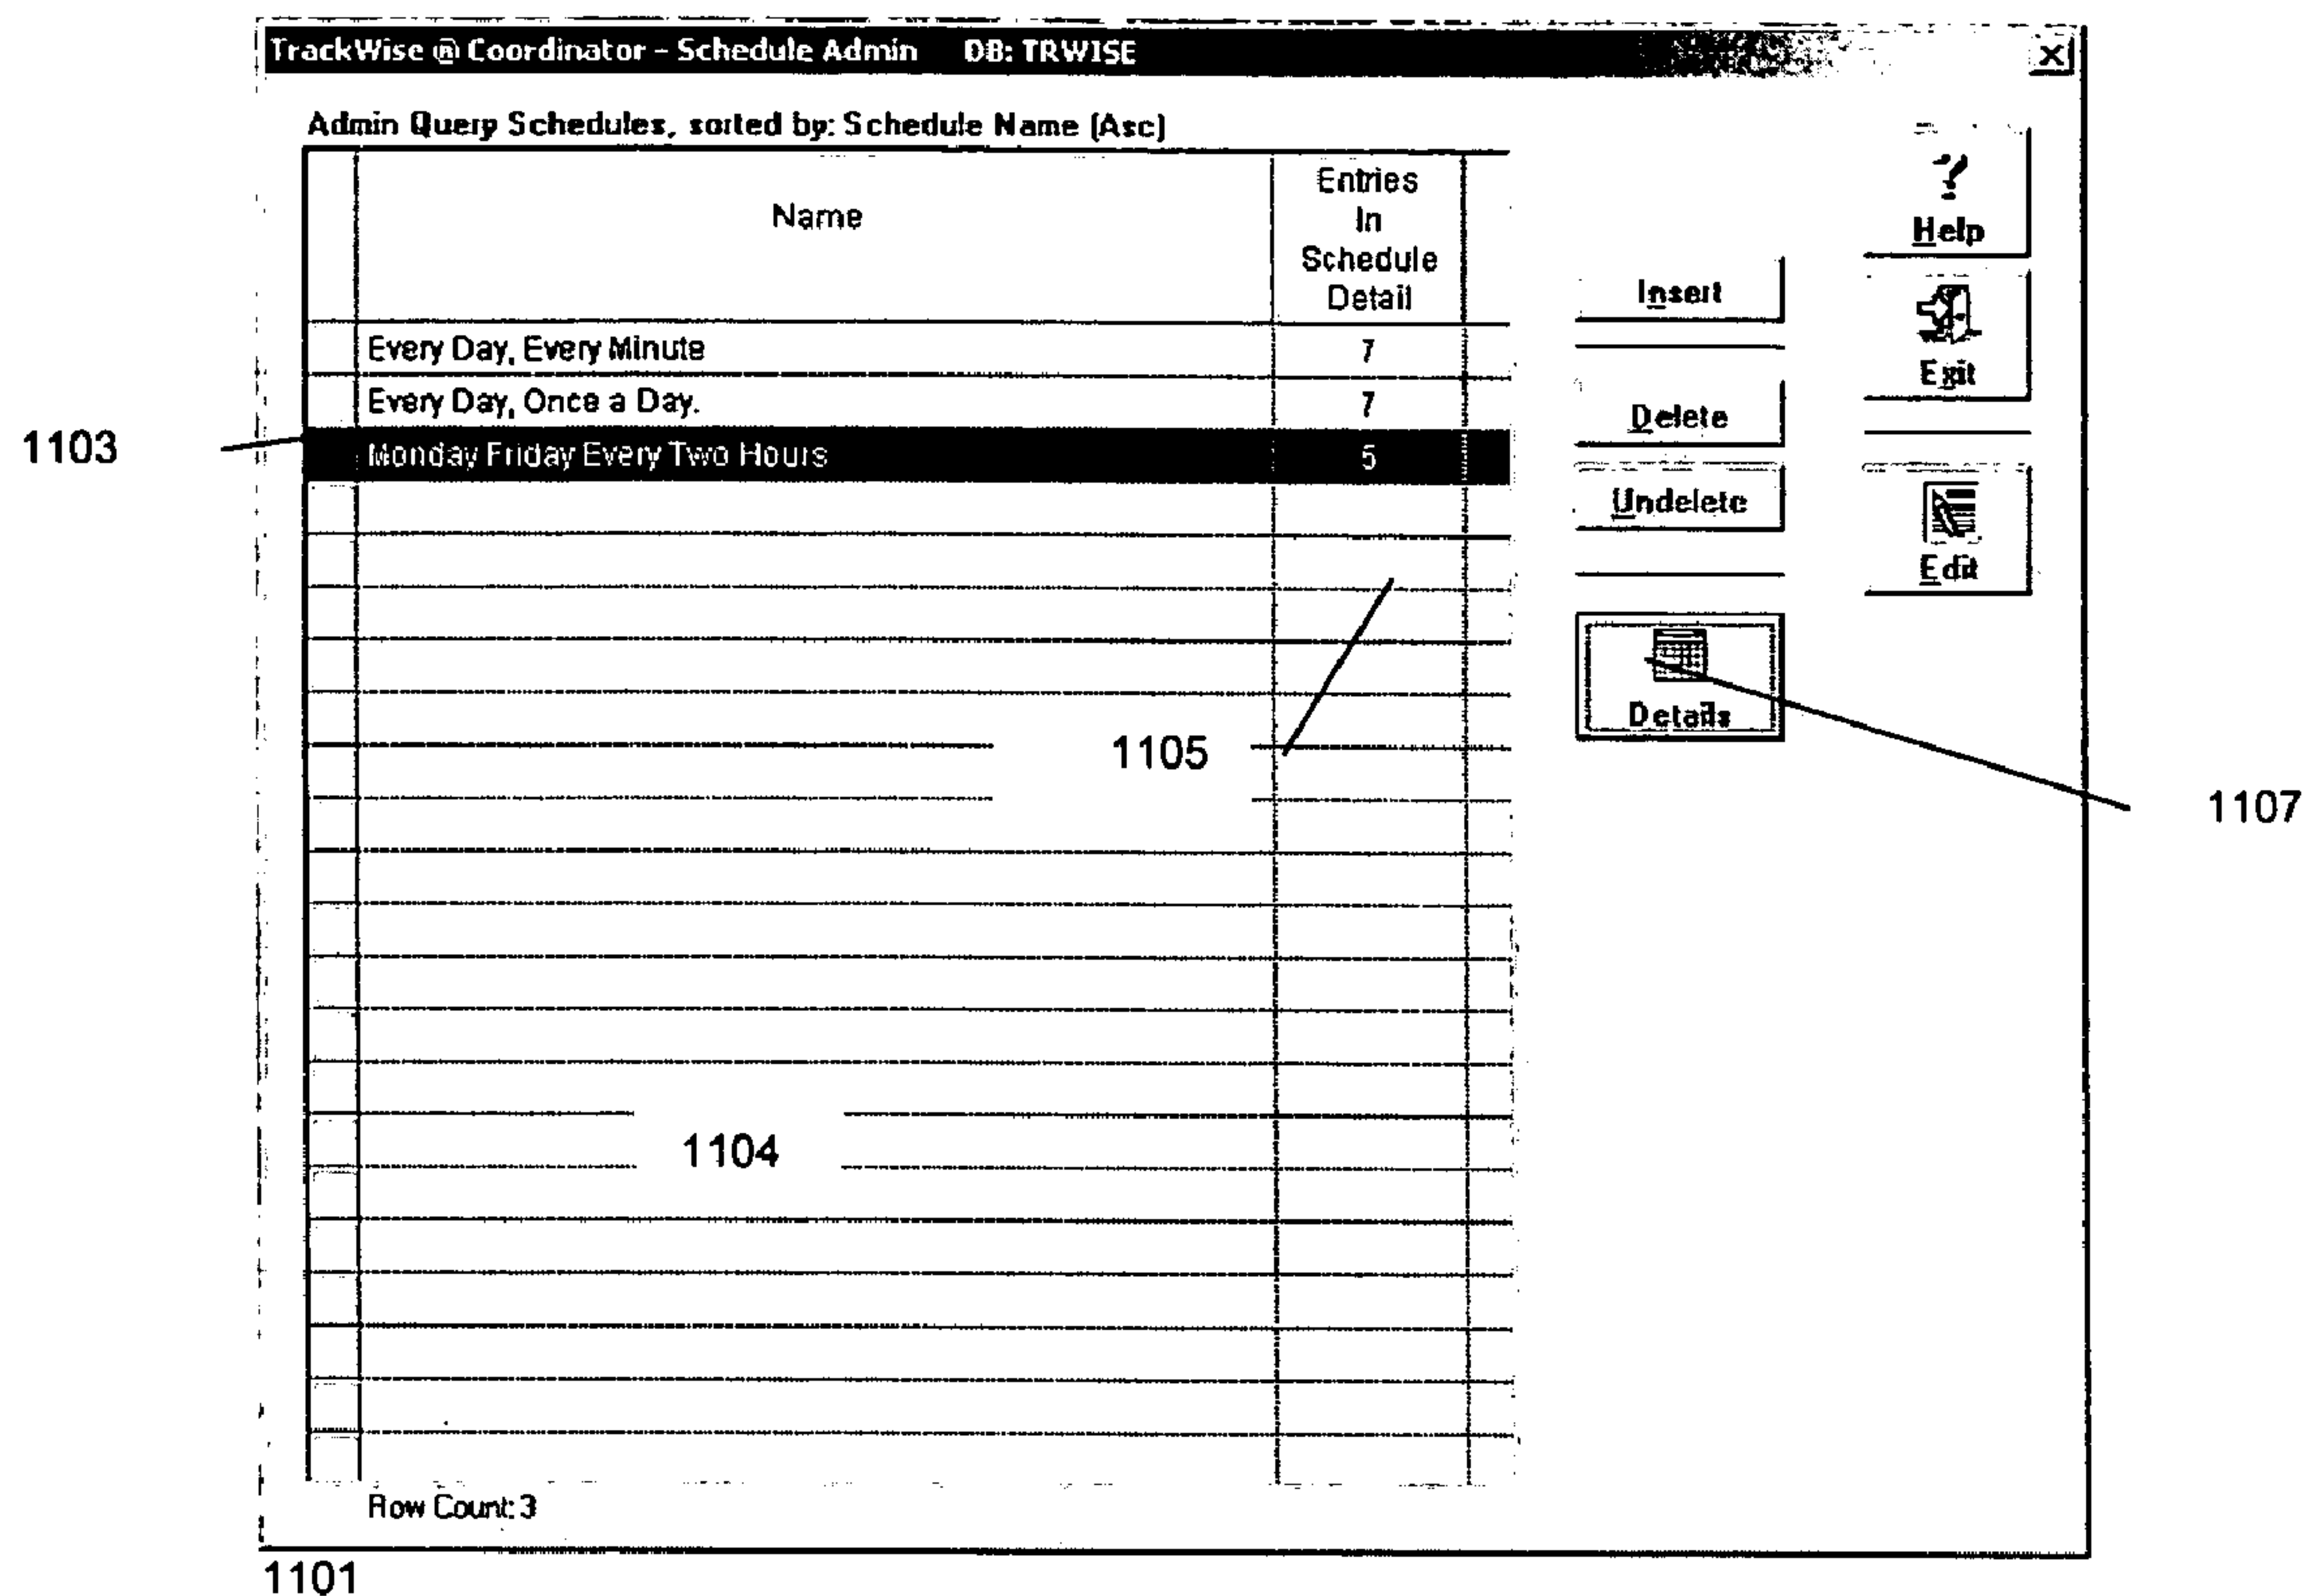 TrackWise ® Coordinator - Schedule Admin DB: TRWISE
Admin Query Schedules, sorted by: Schedule Name (Asc)
Name
Entries
In
Schedule
Detail
Every Day, Every Minute 7
Every Day, Once a Day. 7
Monday Friday Every Two Hours 5
Row Count: 3
Insert
Delete
Undelete
Details
?
Help
Exit
Edit
1103
1105
1107
1104
1101